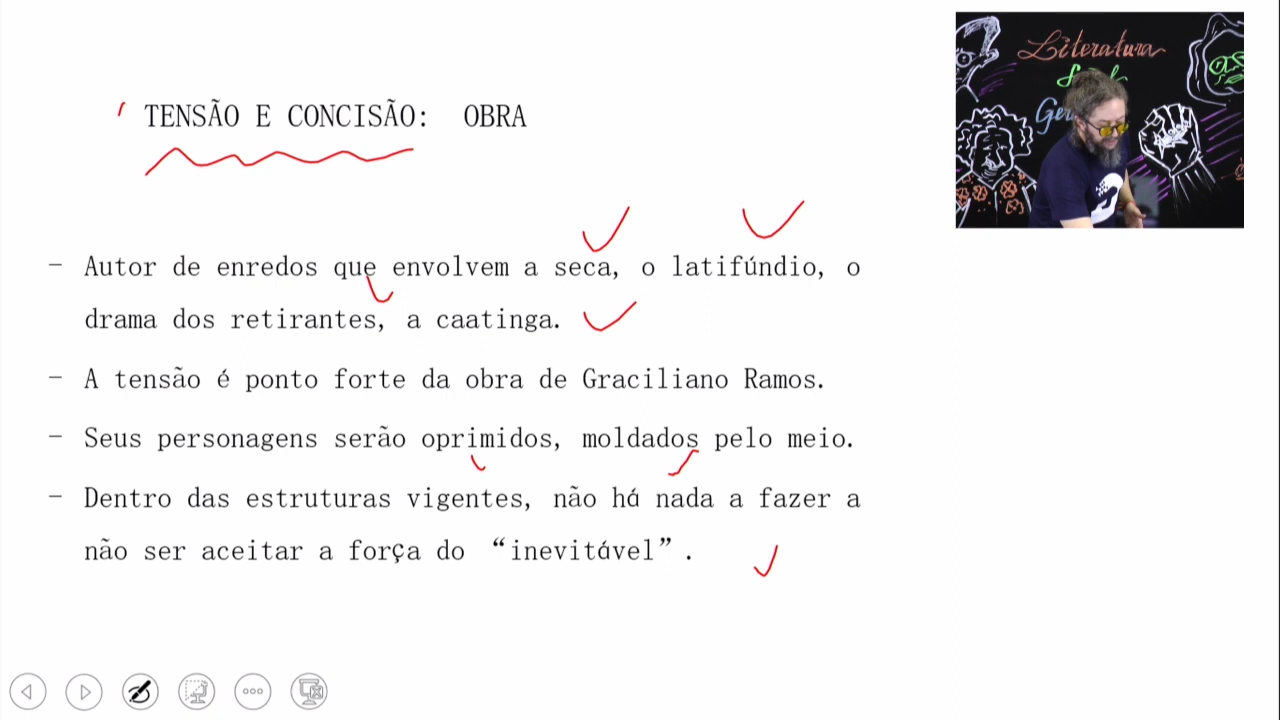 TENSÃO E CONCISÃO: OBRA
- Autor de enredos que envolvem a seca, o latifúndio, o
drama dos retirantes, a caatinga.
- A tensão é ponto forte da obra de Graciliano Ramos.
- Seus personagens serão oprimidos, moldados pelo meio.
- Dentro das estruturas vigentes, não há nada a fazer a
não ser aceitar a força do “inevitável”.
Literatura